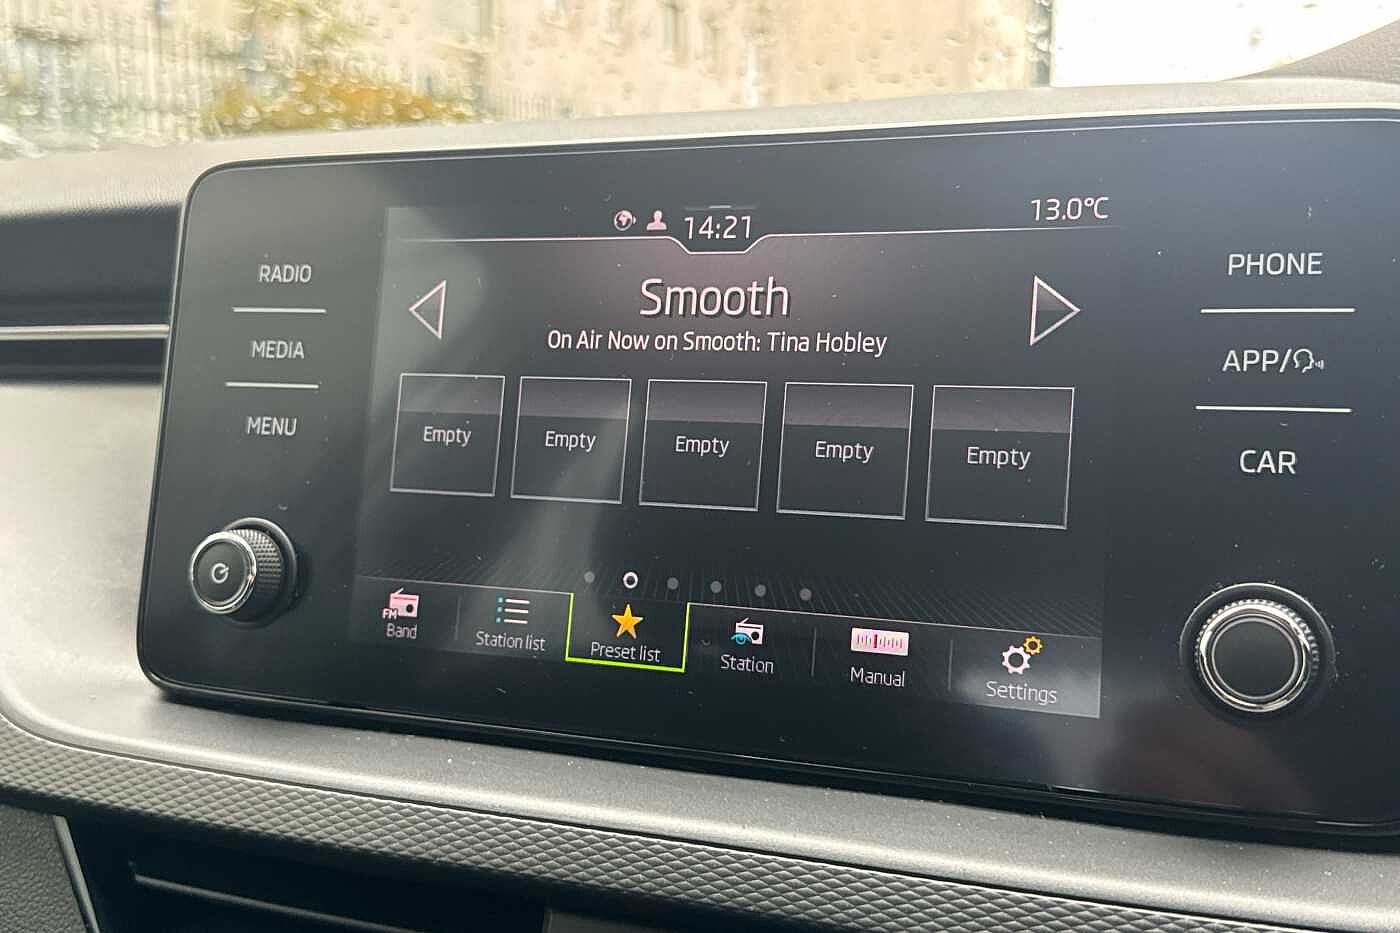 14:21
13.0°C
RADIO
MEDIA
MENU
Smooth
On Air Now on Smooth: Tina Hobley
Empty
Empty
Empty
Empty
Empty
FM
Band
Station list
Preset list
Station
Manual
Settings
PHONE
APP/
CAR